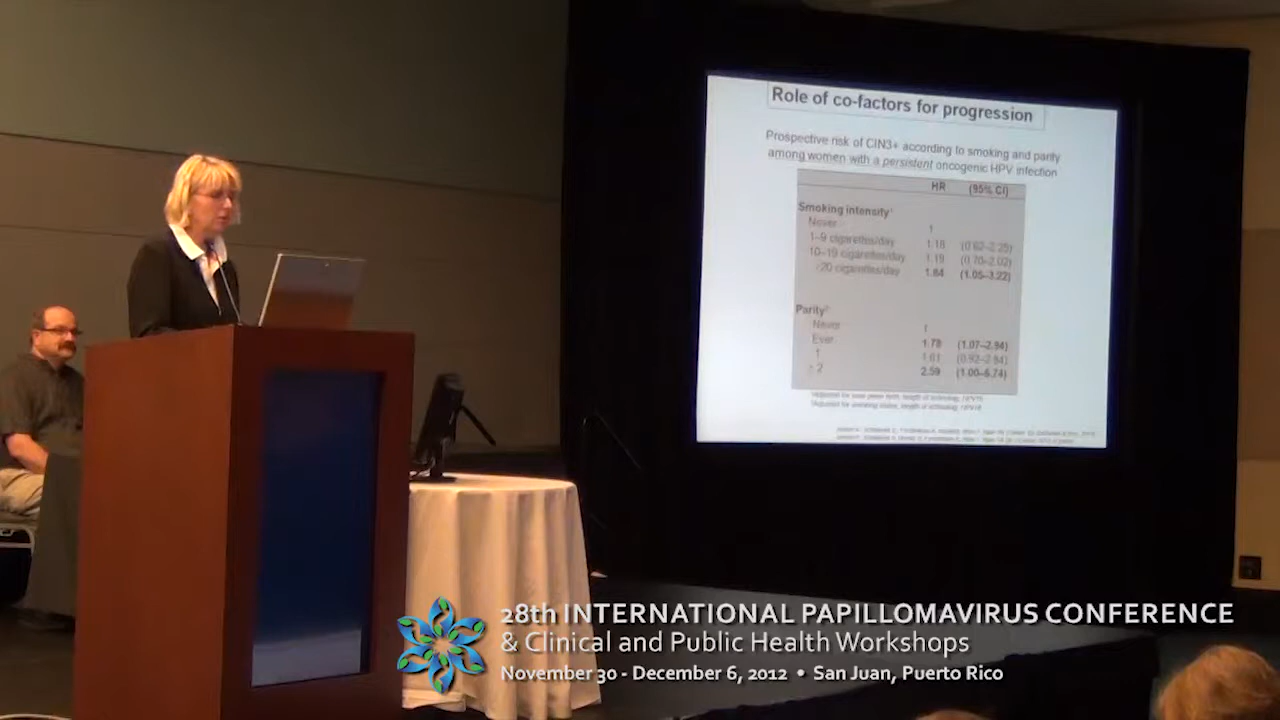 Role of co-factors for progression
Prospective risk of CIN3+ according to smoking and parity
among women with a persistent oncogenic HPV infection
HR (95% CI)
Smoking intensity
Never 1
1–9 cigarettes/day 1.18 (0.62–2.25)
10–19 cigarettes/day 1.19 (0.70–2.02)
20 cigarettes/day 1.84 (1.05–3.22)
Parity
Never 1
Ever 1.78 (1.07–2.94)
1 1.61 (0.92–2.84)
2 2.59 (1.00–6.74)
28th INTERNATIONAL PAPILLOMAVIRUS CONFERENCE
& Clinical and Public Health Workshops
November 30 - December 6, 2012 • San Juan, Puerto Rico